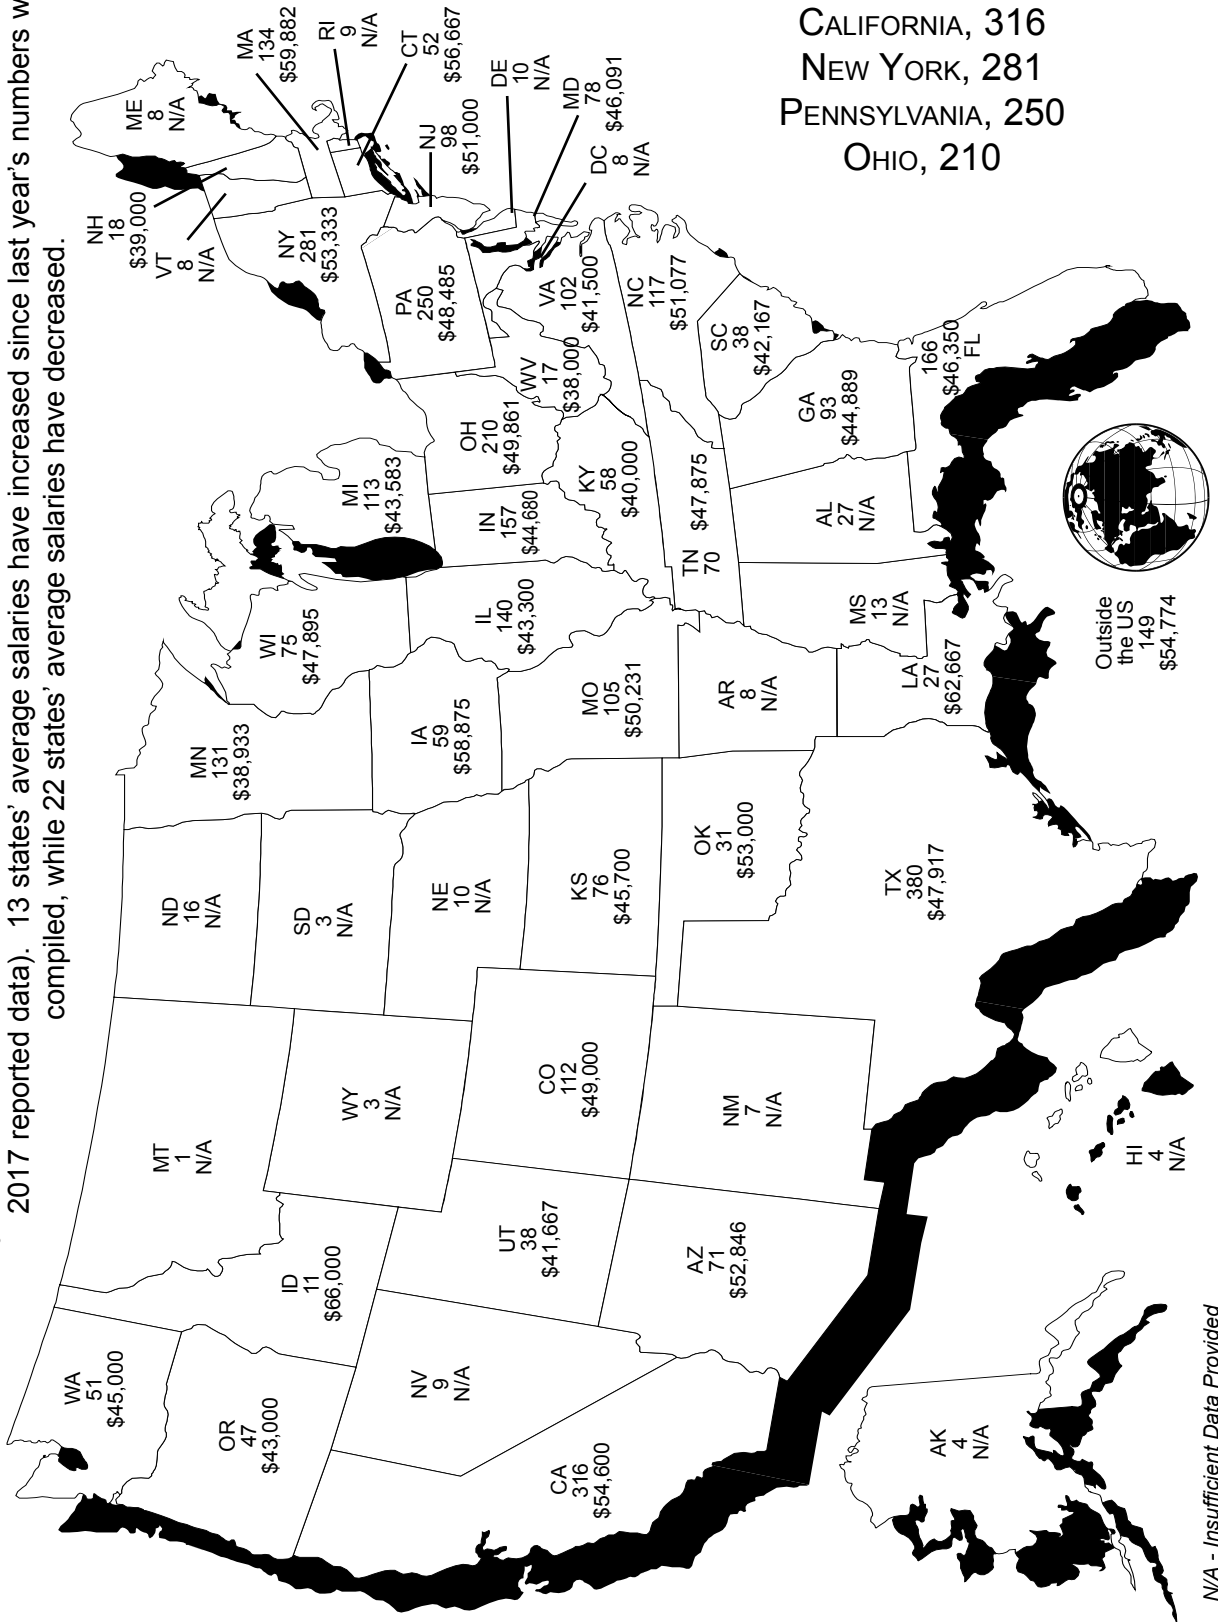 2017 reported data). 13 states' average salaries have increased since last year's numbers
compiled, while 22 states' average salaries have decreased.
WA
51
$45,000
OR
47
$43,000
CA
316
$54,600
NV
9
N/A
ID
11
$66,000
MT
1
N/A
WY
3
N/A
UT
38
$41,667
AZ
71
$52,846
CO
112
$49,000
NM
7
N/A
ND
16
N/A
SD
3
N/A
NE
10
N/A
KS
76
$45,700
OK
31
$53,000
TX
380
$47,917
MN
131
$38,933
IA
59
$58,875
MO
105
$50,231
AR
8
N/A
LA
27
$62,667
WI
75
$47,895
IL
140
$43,300
MS
13
N/A
MI
113
$43,583
IN
157
$44,680
KY
58
$40,000
TN
70
$47,875
AL
27
N/A
OH
210
$49,861
WV
17
$38,000
GA
93
$44,889
166
$46,350
FL
SC
38
$42,167
NC
117
$51,077
VA
102
$41,500
PA
250
$48,485
NY
281
$53,333
VT
8
N/A
NH
18
$39,000
ME
8
N/A
MA
134
$59,882
RI
9
N/A
CT
52
$56,667
NJ
98
$51,000
DE
10
N/A
MD
78
$46,091
DC
8
N/A
AK
4
N/A
HI
4
N/A
Outside
the US
149
$54,774
N/A - Insufficient Data Provided
California, 316
New York, 281
Pennsylvania, 250
Ohio, 210